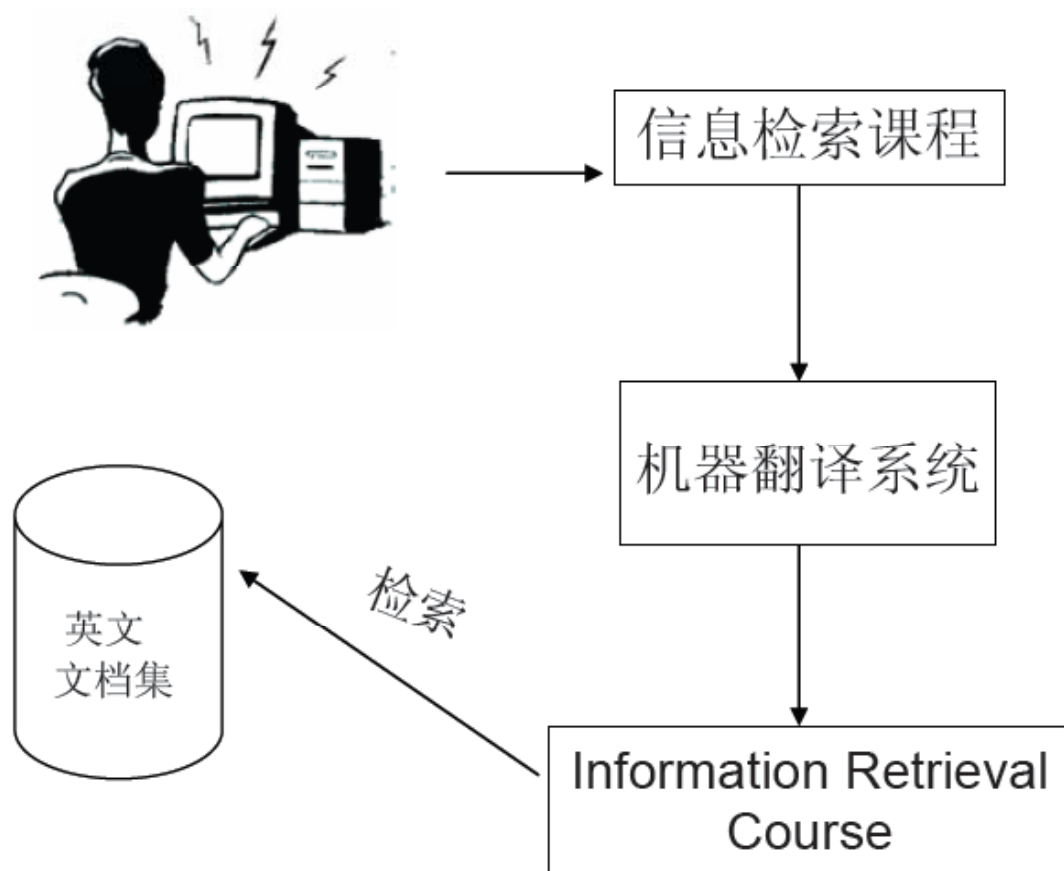 信息检索课程
机器翻译系统
检索
英文
文档集
Information Retrieval
Course